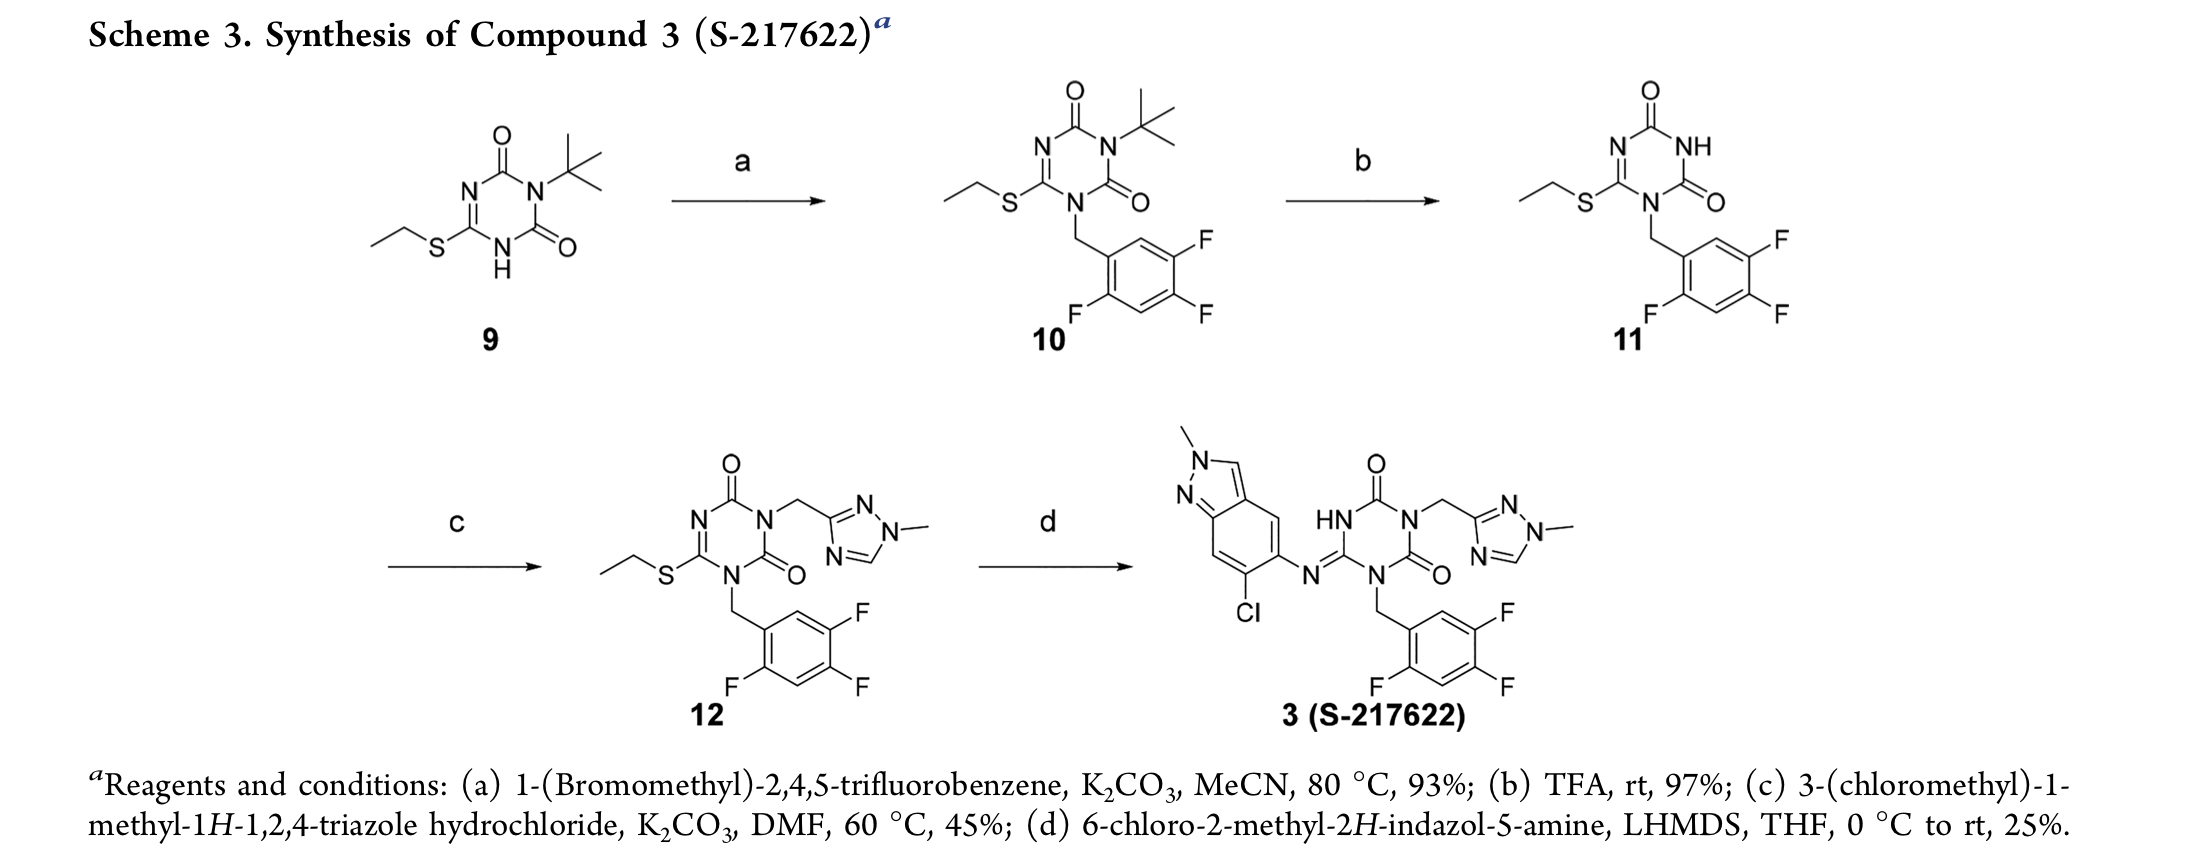 Scheme 3. Synthesis of Compound 3 (S-217622)ᵃ
O
N
N
S
N
H
O
9
a
O
N
N
S
N
O
F
F
F
10
b
O
N
NH
S
N
O
F
F
F
11
c
O
N
N
N
N
N
S
N
O
F
F
F
12
d
N
N
Cl
N
O
HN
N
N
N
N
N
O
F
F
F
3 (S-217622)
ᵃReagents and conditions: (a) 1-(Bromomethyl)-2,4,5-trifluorobenzene, K₂CO₃, MeCN, 80 °C, 93%; (b) TFA, rt, 97%; (c) 3-(chloromethyl)-1-
methyl-1H-1,2,4-triazole hydrochloride, K₂CO₃, DMF, 60 °C, 45%; (d) 6-chloro-2-methyl-2H-indazol-5-amine, LHMDS, THF, 0 °C to rt, 25%.